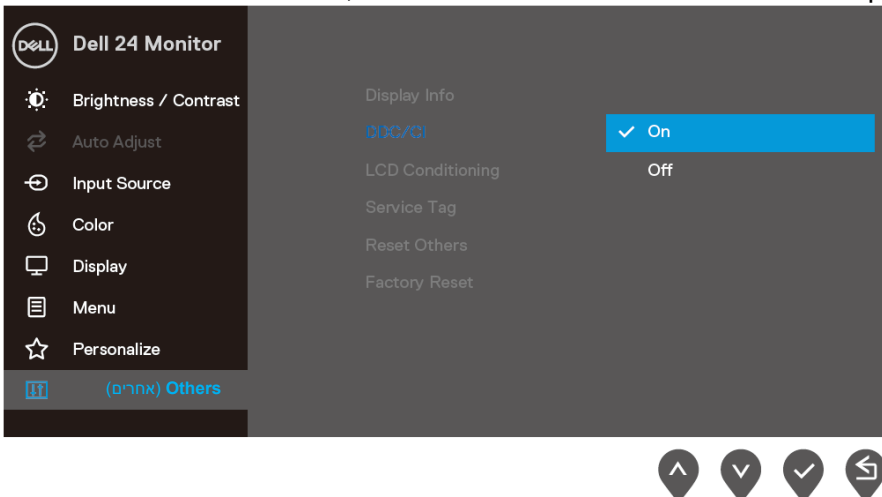 DELL
Dell 24 Monitor
Brightness / Contrast
Auto Adjust
Input Source
Color
Display
Menu
Personalize
Others (אחרים)
Display Info
DDC/CI
LCD Conditioning
Service Tag
Reset Others
Factory Reset
On
Off